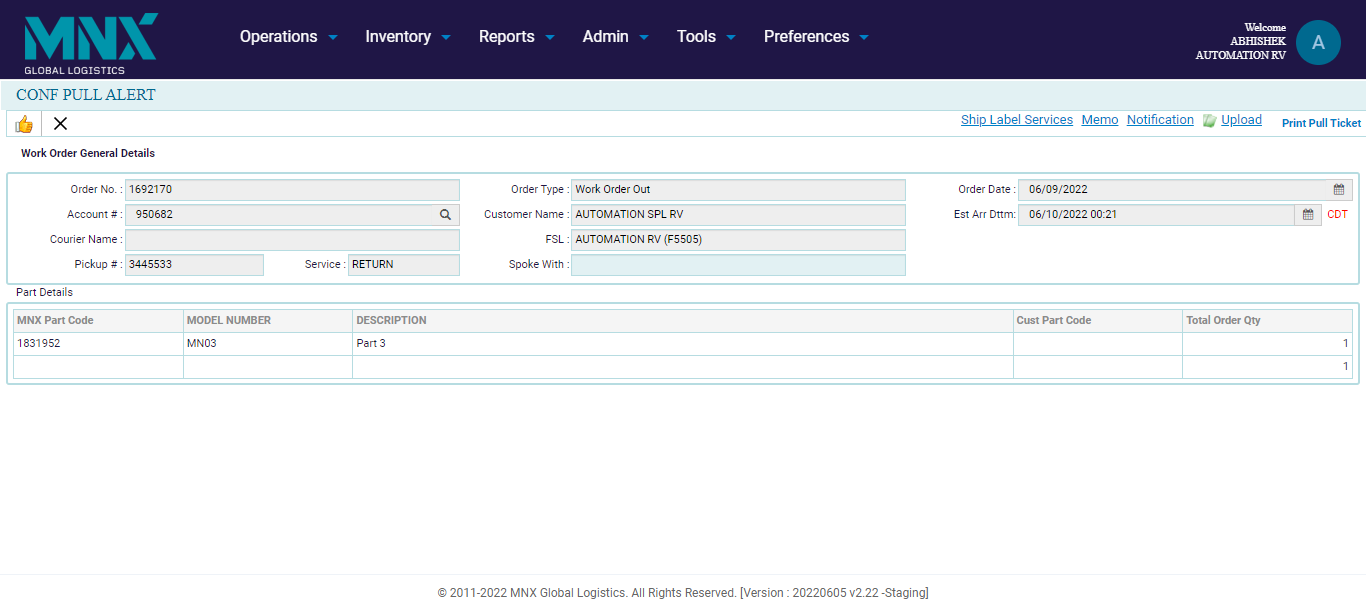 MNX
GLOBAL LOGISTICS
Operations Inventory Reports Admin Tools Preferences
Welcome
ABHISHEK
AUTOMATION RV
A
CONF PULL ALERT
Ship Label Services Memo Notification Upload Print Pull Ticket
Work Order General Details
Order No. : 1692170 Order Type : Work Order Out Order Date : 06/09/2022
Account # : 950682 Customer Name : AUTOMATION SPL RV Est Arr Dttm: 06/10/2022 00:21 CDT
Courier Name : FSL : AUTOMATION RV (F5505)
Pickup # : 3445533 Service : RETURN Spoke With :
Part Details
MNX Part Code MODEL NUMBER DESCRIPTION Cust Part Code Total Order Qty
1831952 MN03 Part 3 1
1
© 2011-2022 MNX Global Logistics. All Rights Reserved. [Version : 20220605 v2.22 -Staging]